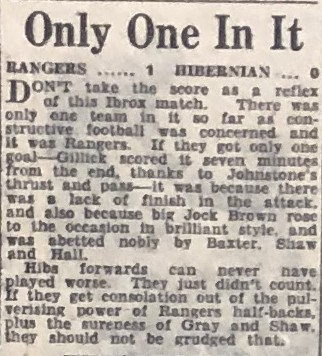 Only One In It
RANGERS ...... 1 HIBERNIAN ... 0
DON'T take the score as a reflex
of this Ibrox match. There was
only one team in it so far as con-
structive football was concerned and
it was Rangers. If they got only one
goal—Gillick scored it seven minutes
from the end, thanks to Johnstone's
thrust and pass—it was because there
was a lack of finish in the attack,
and also because big Jock Brown rose
to the occasion in brilliant style, and
was abetted nobly by Baxter, Shaw
and Hall.
Hibs forwards can never have
played worse. They just didn't count.
If they get consolation out of the pul-
verising power of Rangers half-backs,
plus the sureness of Gray and Shaw,
they should not be grudged that.